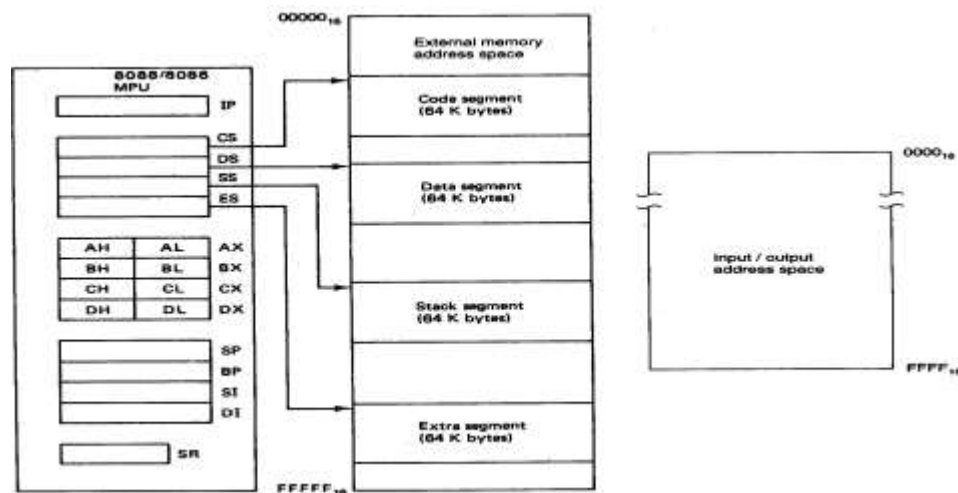 8088/8086
MPU
IP
CS
DS
SS
ES
AH AL AX
BH BL BX
CH CL CX
DH DL DX
SP
BP
SI
DI
SR
00000₁₆
External memory
address space
Code segment
(64 K bytes)
Data segment
(64 K bytes)
Stack segment
(64 K bytes)
Extra segment
(64 K bytes)
FFFFF₁₆
0000₁₆
Input / output
address space
FFFF₁₆